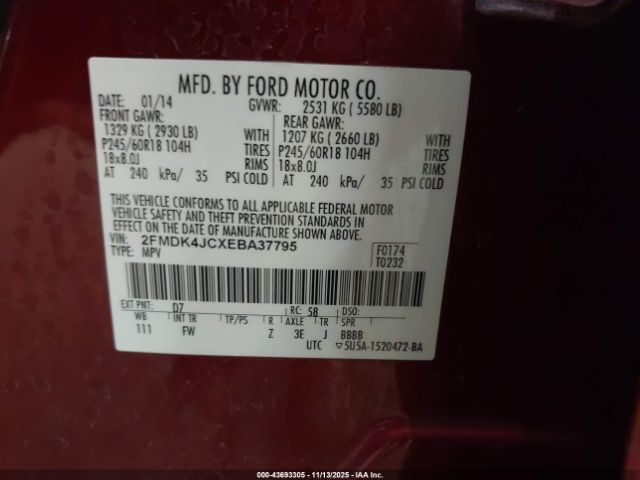 MFD. BY FORD MOTOR CO.
DATE: 01/14 GVWR: 2531 KG ( 5580 LB)
FRONT GAWR: REAR GAWR:
1329 KG ( 2930 LB) WITH 1207 KG ( 2660 LB) WITH
P245/60R18 104H TIRES P245/60R18 104H TIRES
18x8.0J RIMS 18x8.0J RIMS
AT 240 kPa/ 35 PSI COLD AT 240 kPa/ 35 PSI COLD
THIS VEHICLE CONFORMS TO ALL APPLICABLE FEDERAL MOTOR
VEHICLE SAFETY AND THEFT PREVENTION STANDARDS IN
EFFECT ON THE DATE OF MANUFACTURE SHOWN ABOVE.
VIN: 2FMDK4JCXEBA37795 F0174
TYPE: MPV T0232
EXT PNT: D7 RC: 58 DSO:
WB INT TR TP/PS R AXLE TR SPR
111 FW Z 3E J BBBB
UTC ▽5U5A-1520472-BA
000-43693305 - 11/13/2025 - IAAI.com